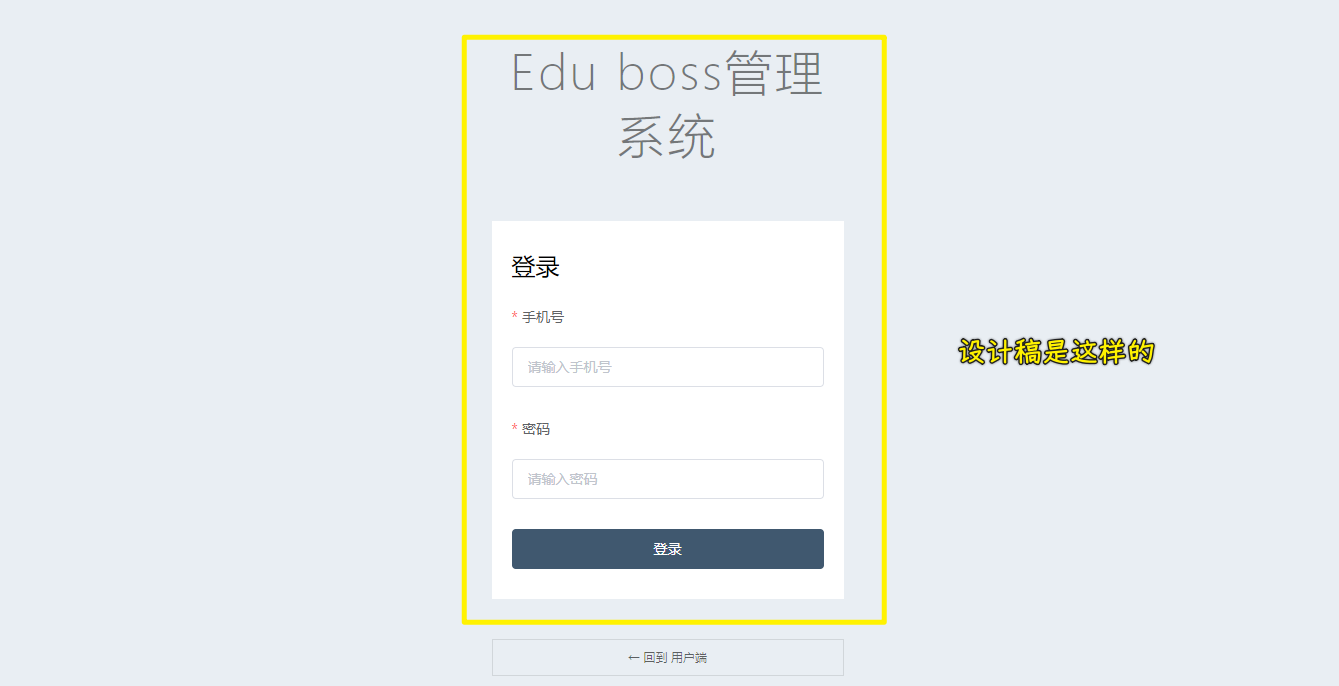 Edu boss管理
系统
登录
* 手机号
请输入手机号
* 密码
请输入密码
登录
← 回到 用户端
设计稿是这样的